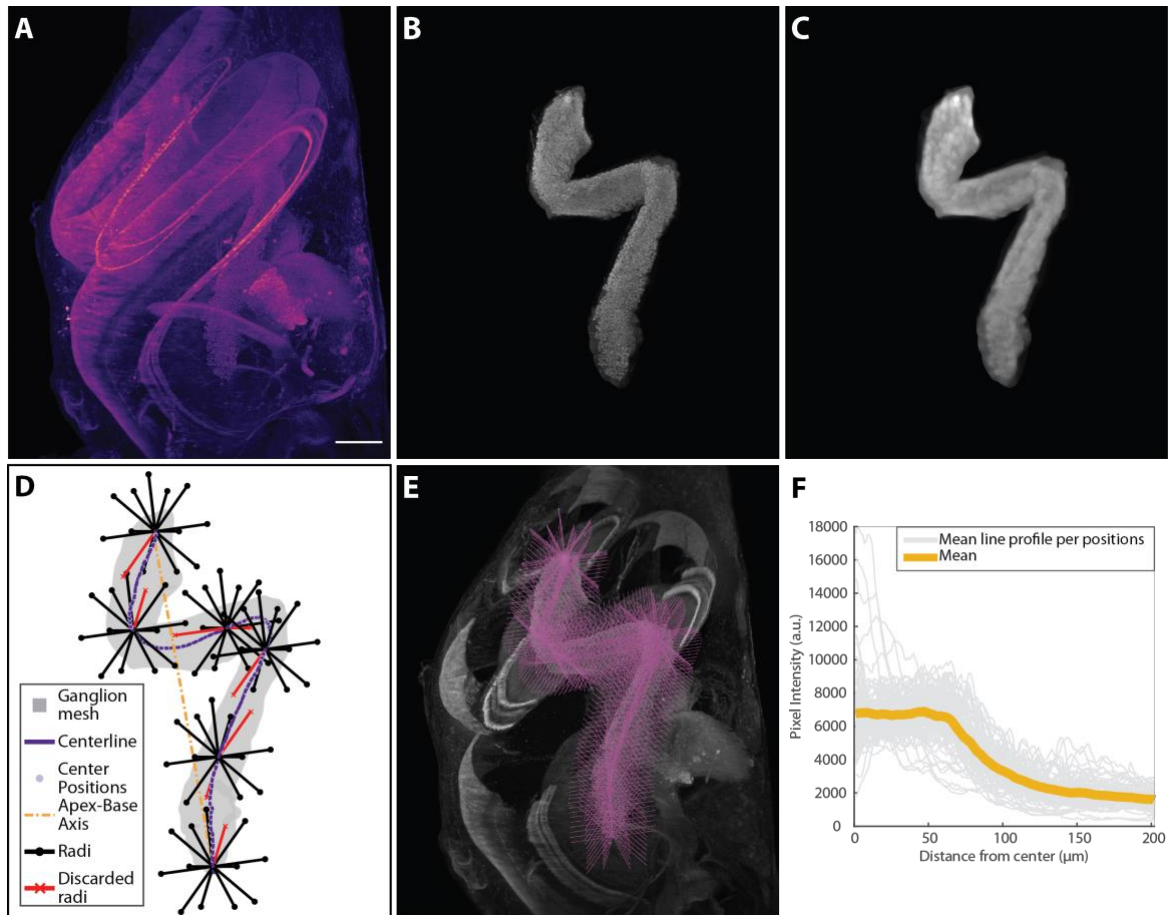 A
B
C
D
Ganglion
mesh
Centerline
Center
Positions
Apex-Base
Axis
Radi
Discarded
radi
E
F
18000
16000
14000
12000
10000
8000
6000
4000
2000
0
Pixel Intensity (a.u.)
Mean line profile per positions
Mean
0
50
100
150
200
Distance from center (μm)